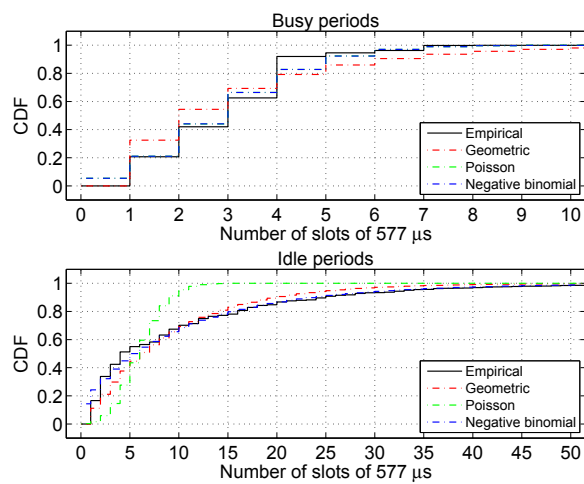 Busy periods
1
0.8
0.6
0.4
0.2
0
CDF
Empirical
Geometric
Poisson
Negative binomial
0 1 2 3 4 5 6 7 8 9 10
Number of slots of 577 μs
Idle periods
1
0.8
0.6
0.4
0.2
0
CDF
Empirical
Geometric
Poisson
Negative binomial
0 5 10 15 20 25 30 35 40 45 50
Number of slots of 577 μs